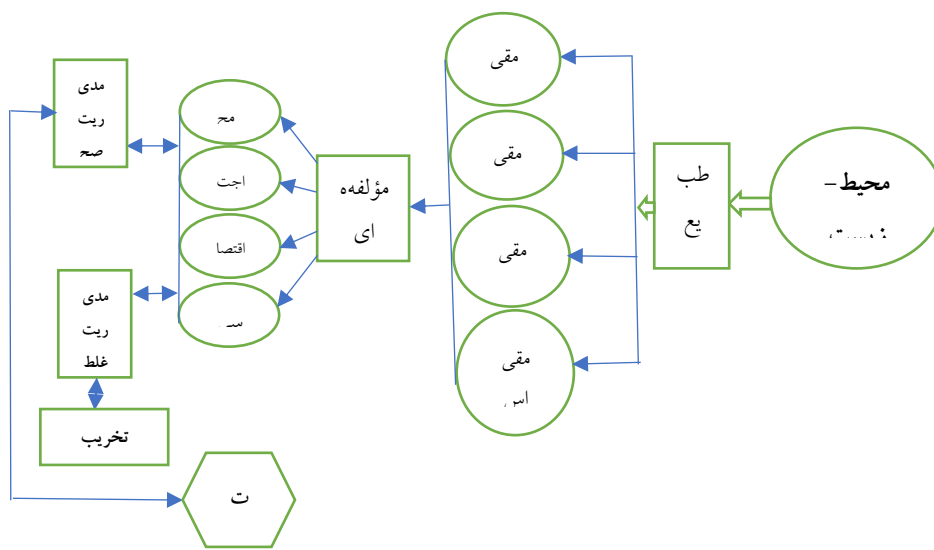 محیط-
طب
یع
مقی
مقی
مقی
مقی
اس
مؤلفه‌ه
ای
مح
اجت
اقتصا
مدی
ریت
صح
مدی
ریت
غلط
تخریب
ت